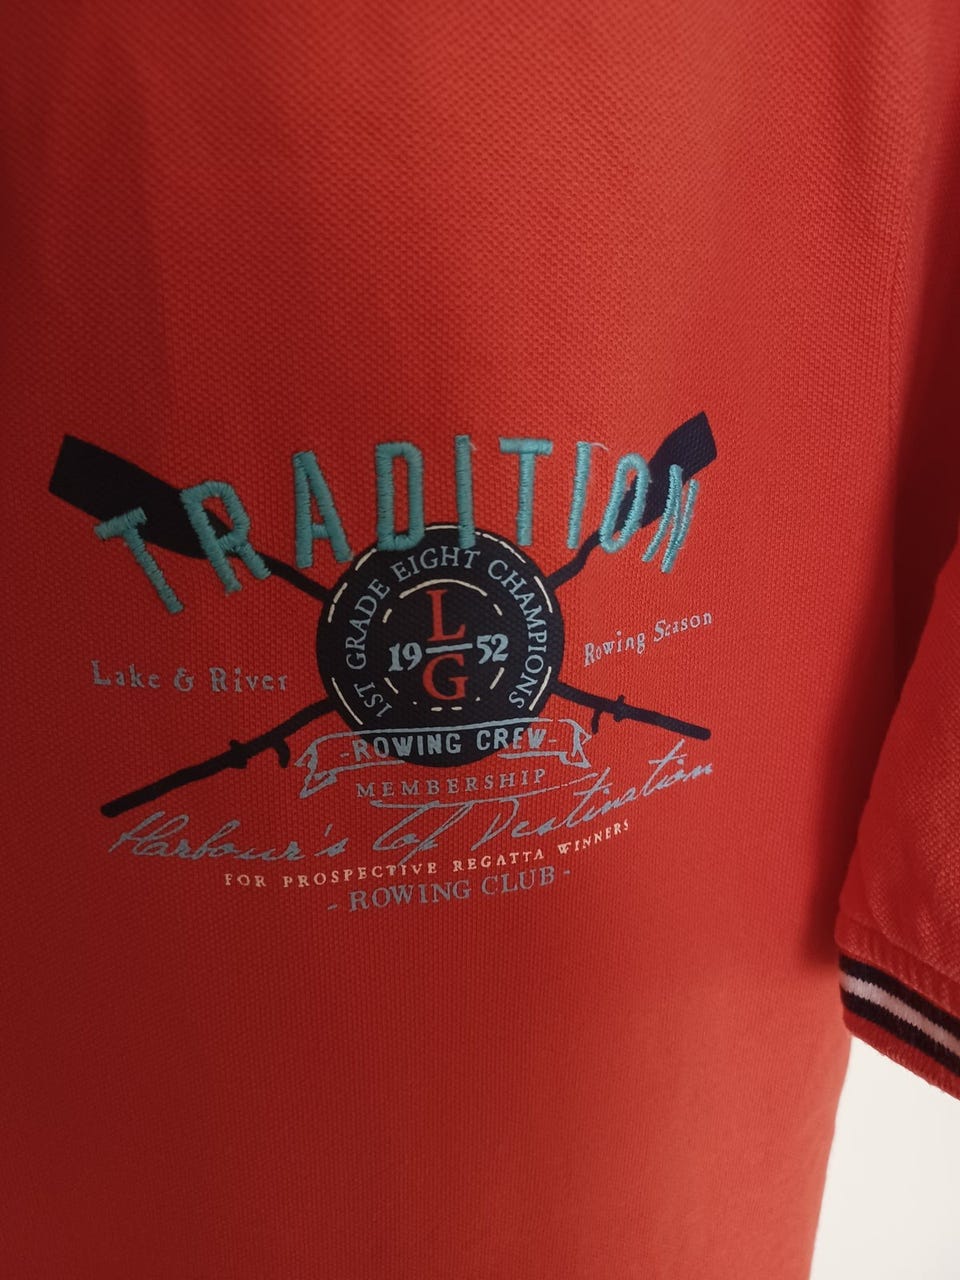 TRADITION
1ST GRADE EIGHT CHAMPIONS
L
19 52
G
Lake & River
Rowing Season
-ROWING CREW-
MEMBERSHIP
Harbour's Top Destination
FOR PROSPECTIVE REGATTA WINNERS
- ROWING CLUB -